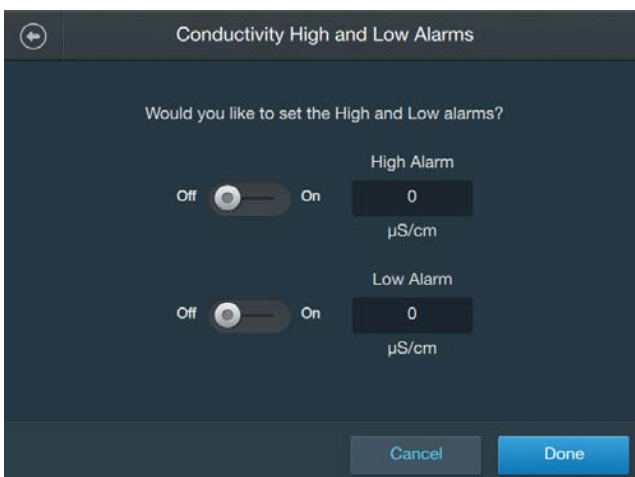 Conductivity High and Low Alarms
Would you like to set the High and Low alarms?
High Alarm
Off On 0
µS/cm
Low Alarm
Off On 0
µS/cm
Cancel Done